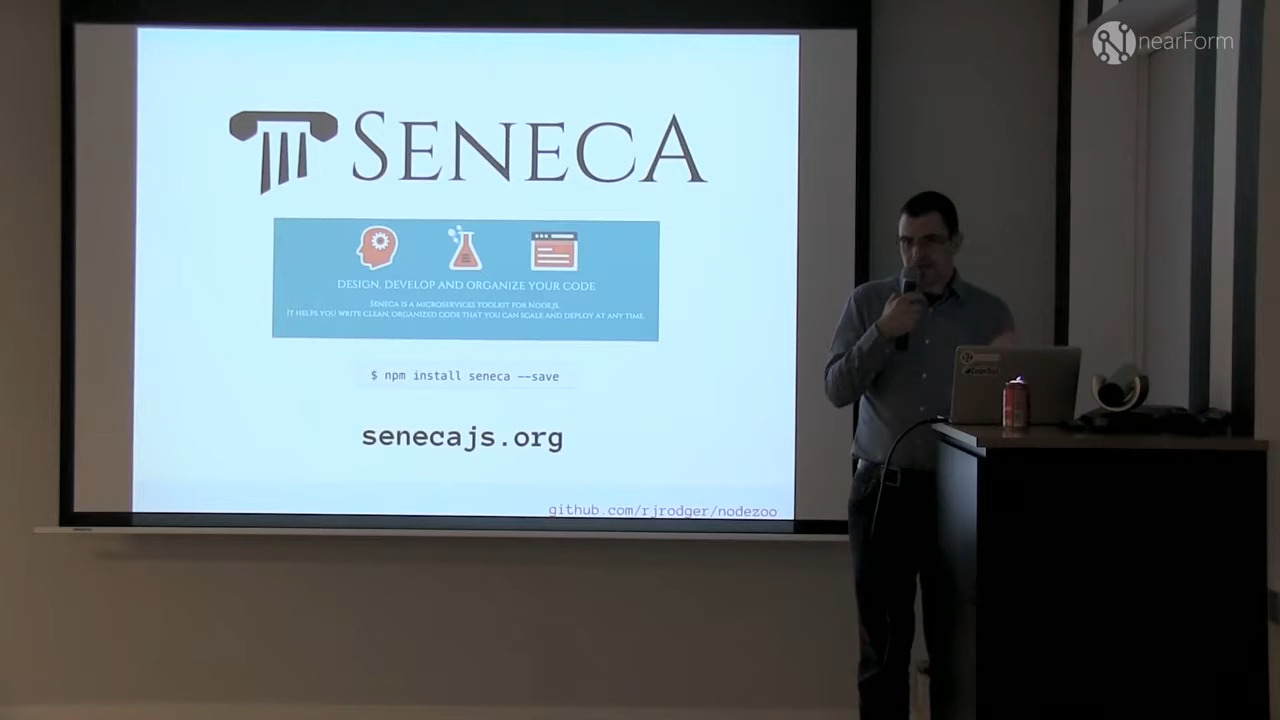 nearForm
SENECA
DESIGN, DEVELOP AND ORGANIZE YOUR CODE
SENECA IS A MICROSERVICES TOOLKIT FOR NODE.JS.
IT HELPS YOU WRITE CLEAN, ORGANIZED CODE THAT YOU CAN SCALE AND DEPLOY AT ANY TIME.
$ npm install seneca --save
senecajs.org
github.com/rjrodger/nodezoo